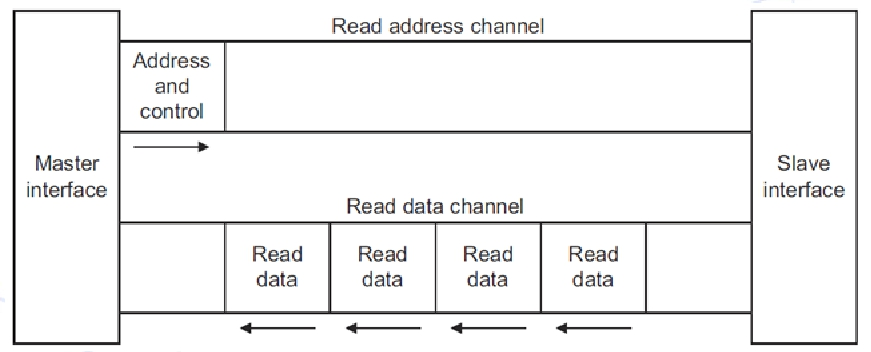 Read address channel
Address
and
control
Master
interface
Slave
interface
Read data channel
Read
data
Read
data
Read
data
Read
data